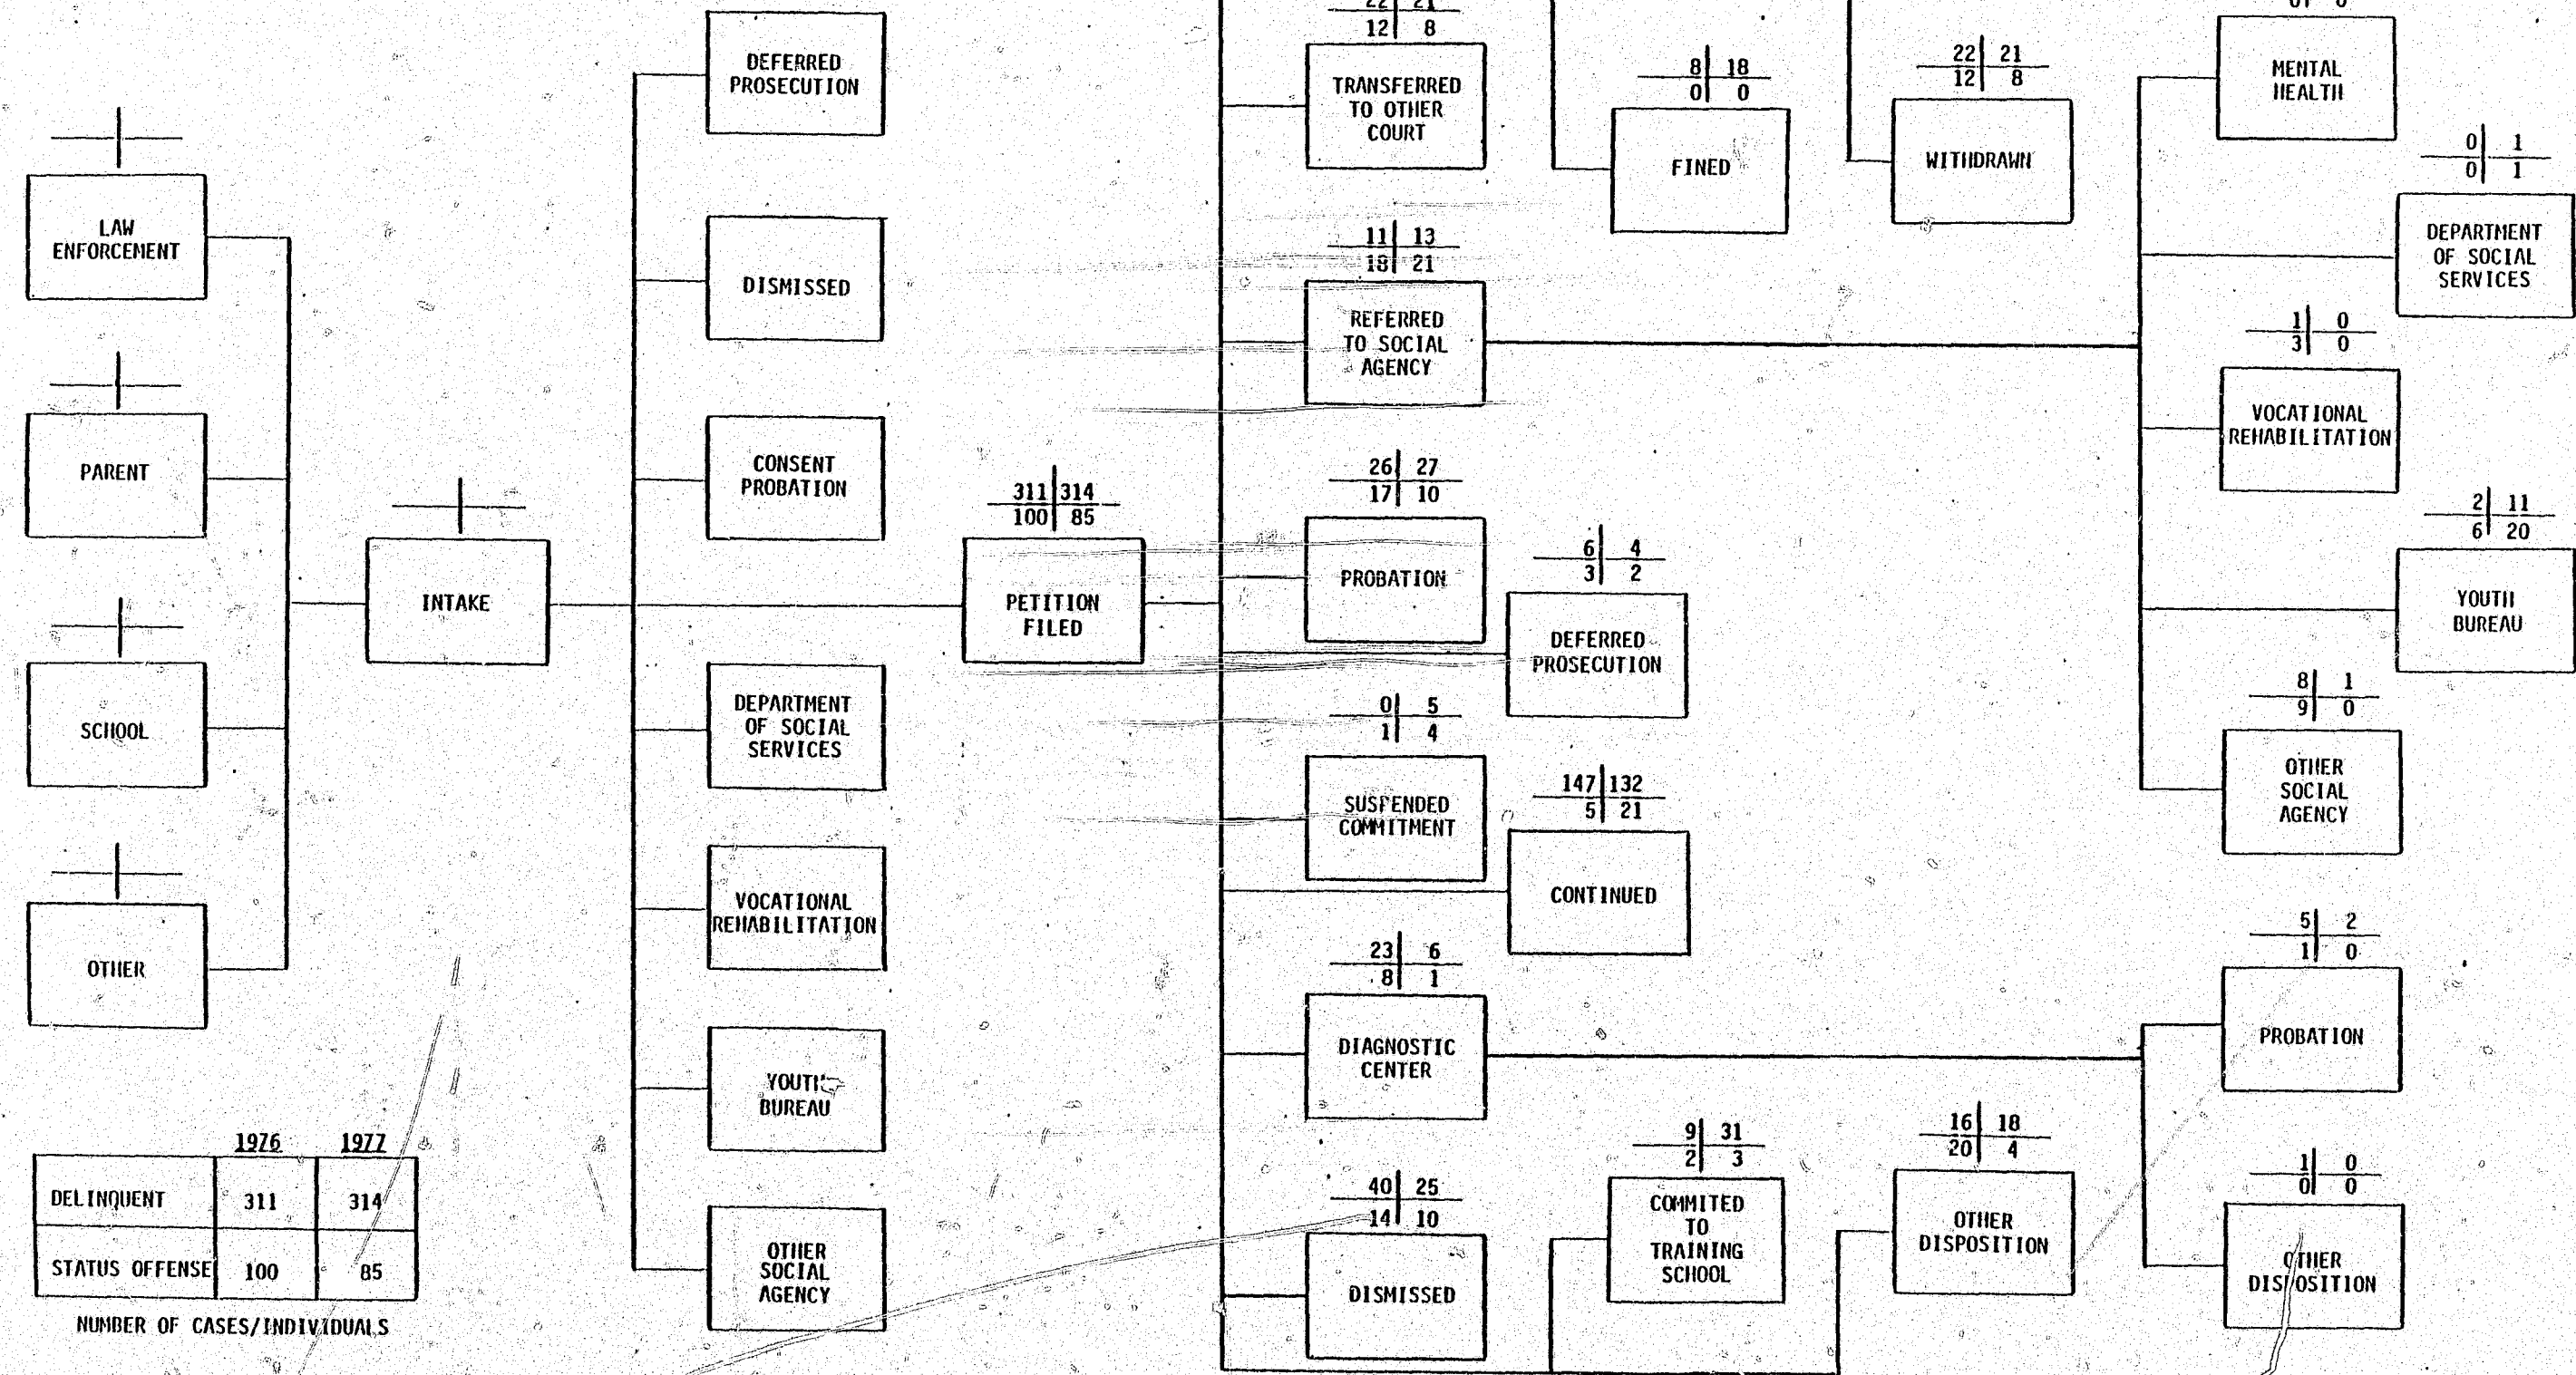 LAW
ENFORCEMENT
PARENT
SCHOOL
OTHER
INTAKE
DEFERRED
PROSECUTION
DISMISSED
CONSENT
PROBATION
DEPARTMENT
OF SOCIAL
SERVICES
VOCATIONAL
REHABILITATION
YOUTH
BUREAU
OTHER
SOCIAL
AGENCY
311 314
100 85
PETITION
FILED
22 21
12 8
TRANSFERRED
TO OTHER
COURT
8 18
0 0
FINED
22 21
12 8
WITHDRAWN
11 13
18 21
REFERRED
TO SOCIAL
AGENCY
26 27
17 10
PROBATION
6 4
3 2
DEFERRED
PROSECUTION
0 5
1 4
SUSPENDED
COMMITMENT
147 132
5 21
CONTINUED
23 6
8 1
DIAGNOSTIC
CENTER
40 25
14 10
DISMISSED
9 31
2 3
COMMITED
TO
TRAINING
SCHOOL
16 18
20 4
OTHER
DISPOSITION
MENTAL
HEALTH
0 1
0 1
DEPARTMENT
OF SOCIAL
SERVICES
1 0
3 0
VOCATIONAL
REHABILITATION
2 11
6 20
YOUTH
BUREAU
8 1
9 0
OTHER
SOCIAL
AGENCY
5 2
1 0
PROBATION
1 0
0 0
OTHER
DISPOSITION
1976 1977
DELINQUENT 311 314
STATUS OFFENSE 100 85
NUMBER OF CASES/INDIVIDUALS